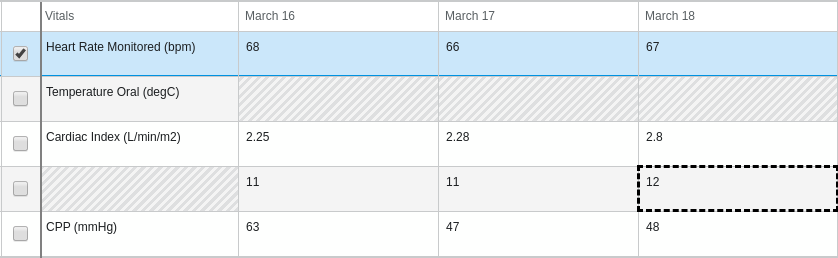 Vitals March 16 March 17 March 18
Heart Rate Monitored (bpm) 68 66 67
Temperature Oral (degC)
Cardiac Index (L/min/m2) 2.25 2.28 2.8
11 11 12
CPP (mmHg) 63 47 48